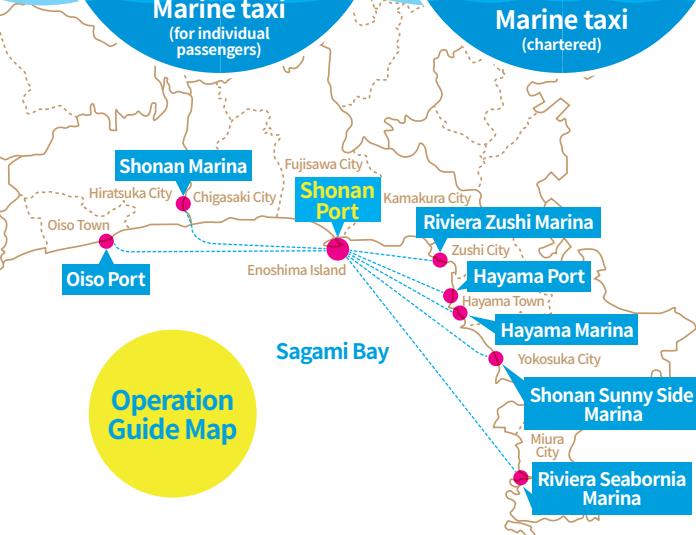 Marine taxi
(for individual
passengers)
Marine taxi
(chartered)
Shonan Marina
Fujisawa City
Hiratsuka City
Chigasaki City
Shonan
Port
Kamakura City
Oiso Town
Riviera Zushi Marina
Zushi City
Oiso Port
Enoshima Island
Hayama Port
Hayama Town
Hayama Marina
Sagami Bay
Yokosuka City
Operation
Guide Map
Shonan Sunny Side
Marina
Miura
City
Riviera Seabornia
Marina